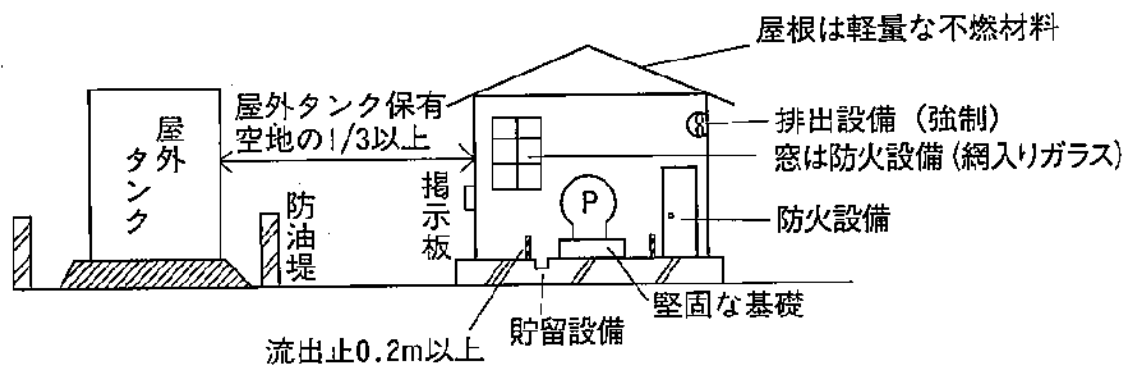 屋根は軽量な不燃材料
屋外タンク保有
空地の1/3以上
排出設備（強制）
窓は防火設備（網入りガラス）
屋外
タンク
掲示板
P
防火設備
防油堤
堅固な基礎
貯留設備
流出止0.2m以上